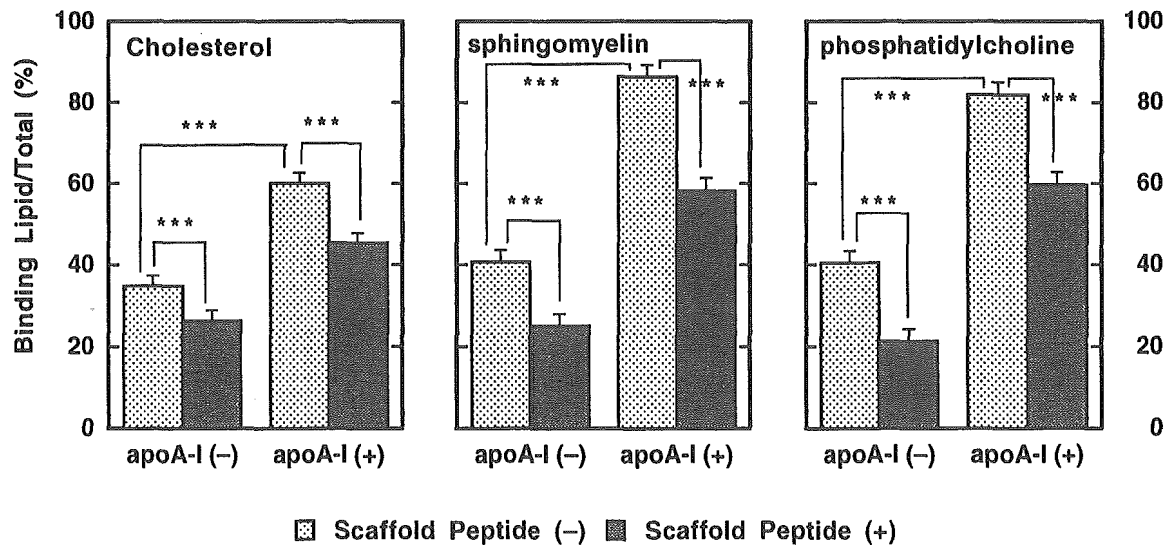 Binding Lipid/Total (%)
100
80
60
40
20
0
Cholesterol
***
***
***
apoA-I (–)
apoA-I (+)
sphingomyelin
***
***
***
apoA-I (–)
apoA-I (+)
phosphatidylcholine
***
***
***
apoA-I (–)
apoA-I (+)
100
80
60
40
20
0
Scaffold Peptide (–)
Scaffold Peptide (+)